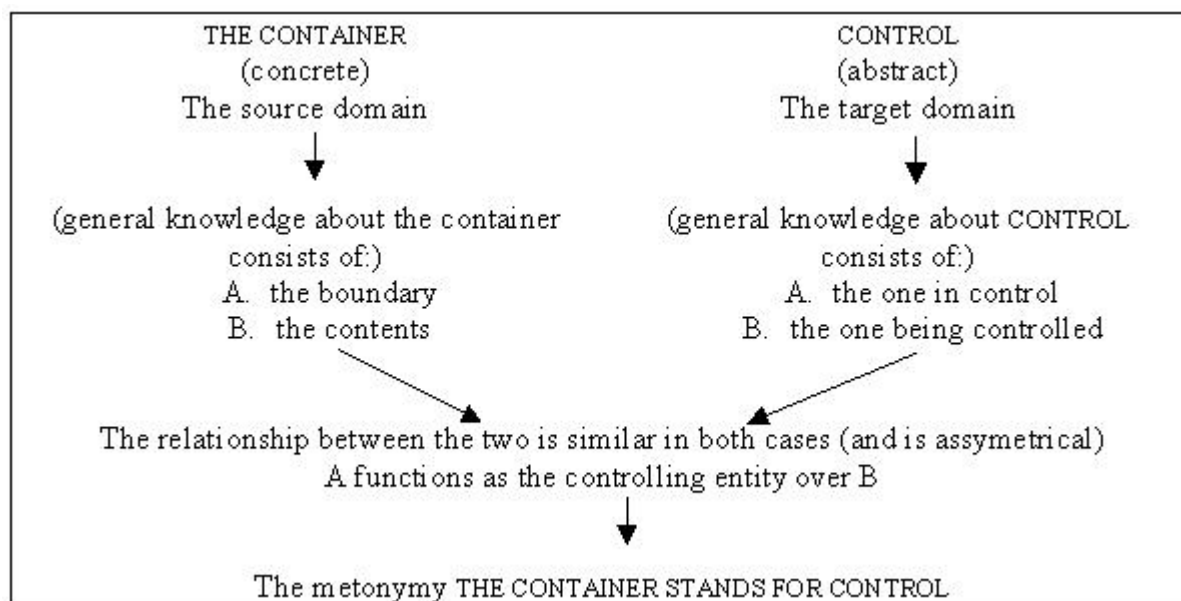 THE CONTAINER
(concrete)
The source domain
CONTROL
(abstract)
The target domain
(general knowledge about the container
consists of:)
A. the boundary
B. the contents
(general knowledge about CONTROL
consists of:)
A. the one in control
B. the one being controlled
The relationship between the two is similar in both cases (and is assymetrical)
A functions as the controlling entity over B
The metonymy THE CONTAINER STANDS FOR CONTROL